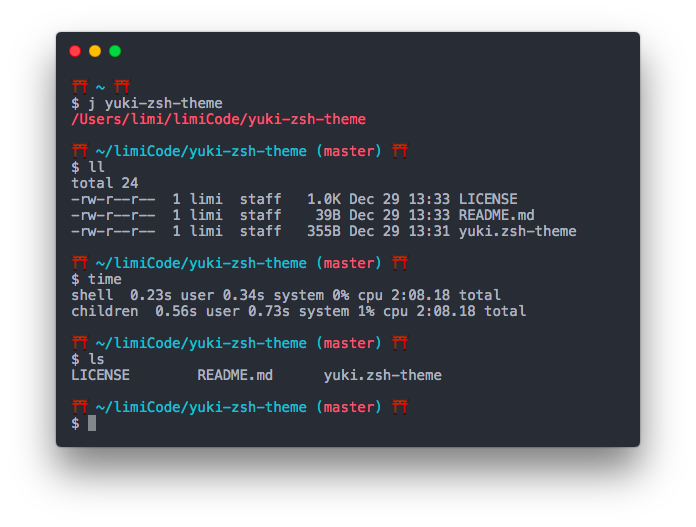 ⛩ ~ ⛩
$ j yuki-zsh-theme
/Users/limi/limiCode/yuki-zsh-theme
⛩ ~/limiCode/yuki-zsh-theme (master) ⛩
$ ll
total 24
-rw-r--r--  1 limi  staff   1.0K Dec 29 13:33 LICENSE
-rw-r--r--  1 limi  staff    39B Dec 29 13:33 README.md
-rw-r--r--  1 limi  staff   355B Dec 29 13:31 yuki.zsh-theme
⛩ ~/limiCode/yuki-zsh-theme (master) ⛩
$ time
shell  0.23s user 0.34s system 0% cpu 2:08.18 total
children  0.56s user 0.73s system 1% cpu 2:08.18 total
⛩ ~/limiCode/yuki-zsh-theme (master) ⛩
$ ls
LICENSE        README.md      yuki.zsh-theme
⛩ ~/limiCode/yuki-zsh-theme (master) ⛩
$